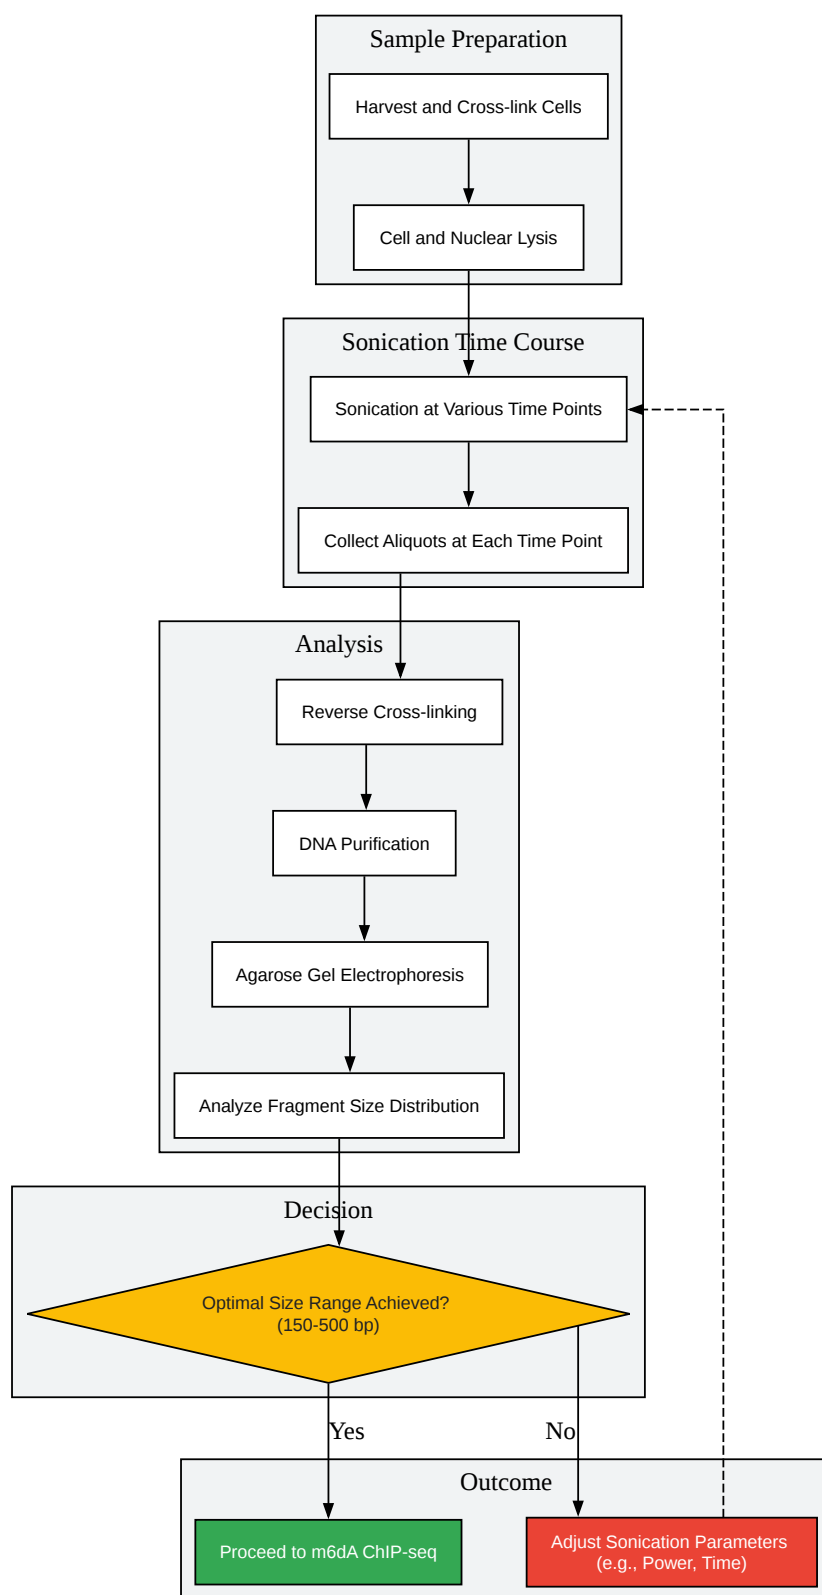 Sample Preparation
Harvest and Cross-link Cells
Cell and Nuclear Lysis
Sonication Time Course
Sonication at Various Time Points
Collect Aliquots at Each Time Point
Analysis
Reverse Cross-linking
DNA Purification
Agarose Gel Electrophoresis
Analyze Fragment Size Distribution
Decision
Optimal Size Range Achieved?
(150-500 bp)
Yes
No
Outcome
Proceed to m6dA ChIP-seq
Adjust Sonication Parameters
(e.g., Power, Time)